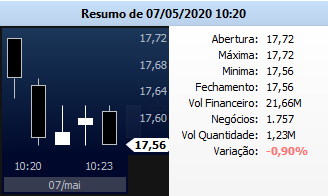 Resumo de 07/05/2020 10:20
17,72
17,68
17,64
17,60
17,56
10:20 10:23
07/mai
Abertura: 17,72
Máxima: 17,72
Minima: 17,56
Fechamento: 17,56
Vol Financeiro: 21,66M
Negócios: 1.757
Vol Quantidade: 1,23M
Variação: -0,90%